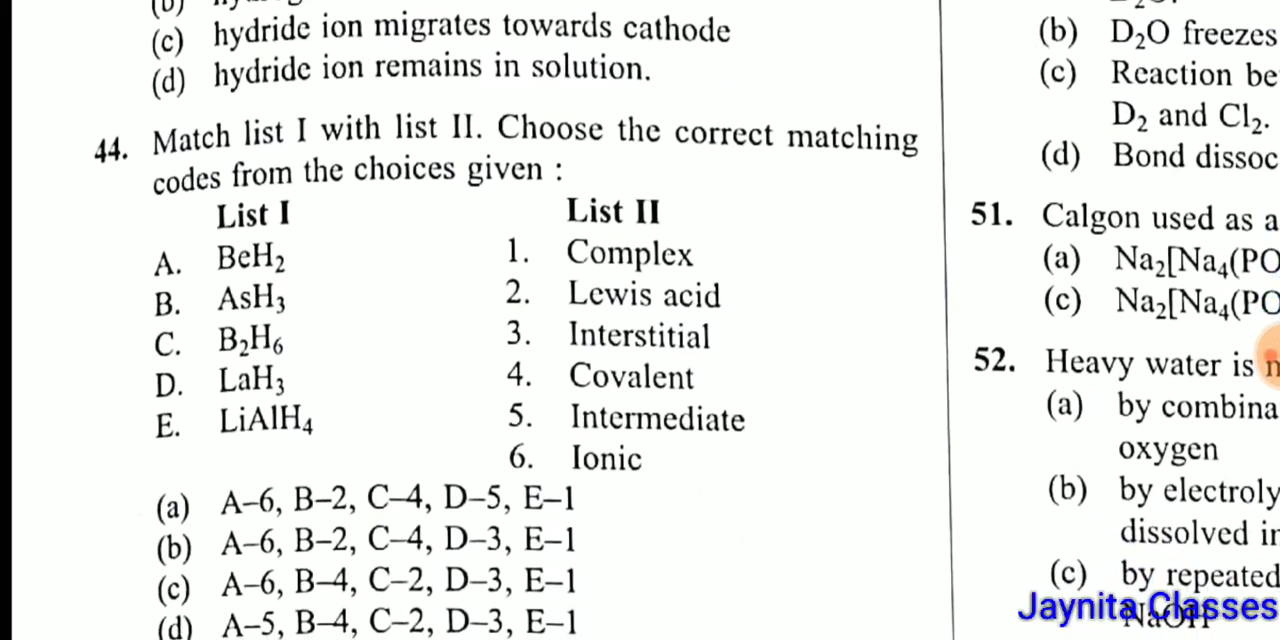 (c) hydride ion migrates towards cathode
(d) hydride ion remains in solution.
44. Match list I with list II. Choose the correct matching
codes from the choices given :
List I List II
A. BeH₂ 1. Complex
B. AsH₃ 2. Lewis acid
C. B₂H₆ 3. Interstitial
D. LaH₃ 4. Covalent
E. LiAlH₄ 5. Intermediate
6. Ionic
(a) A–6, B–2, C–4, D–5, E–1
(b) A–6, B–2, C–4, D–3, E–1
(c) A–6, B–4, C–2, D–3, E–1
(d) A–5, B–4, C–2, D–3, E–1
(b) D₂O freezes
(c) Reaction be
D₂ and Cl₂.
(d) Bond dissoc
51. Calgon used as a
(a) Na₂[Na₄(PO
(c) Na₂[Na₄(PO
52. Heavy water is
(a) by combina
oxygen
(b) by electroly
dissolved in
(c) by repeated
NaOH
Jaynita Classes